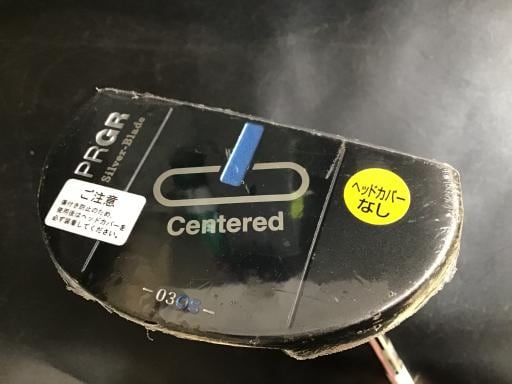 PRGR
Silver-Blade
ご注意
傷付き防止のため、
使用後はヘッドカバーを
必ず装着してください。
ヘッドカバー
なし
Centered
-03CS-